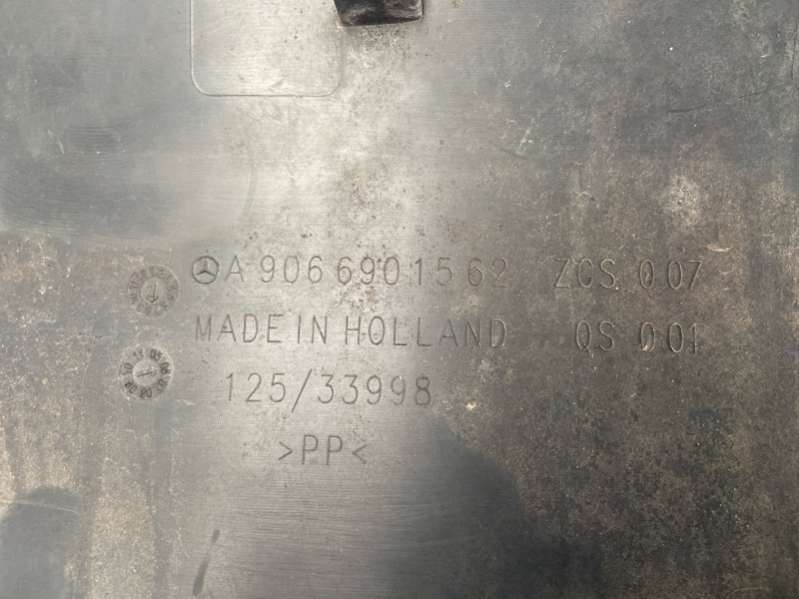 A 906 690 15 62 ZGS 007
MADE IN HOLLAND QS 001
125/33998
>PP<